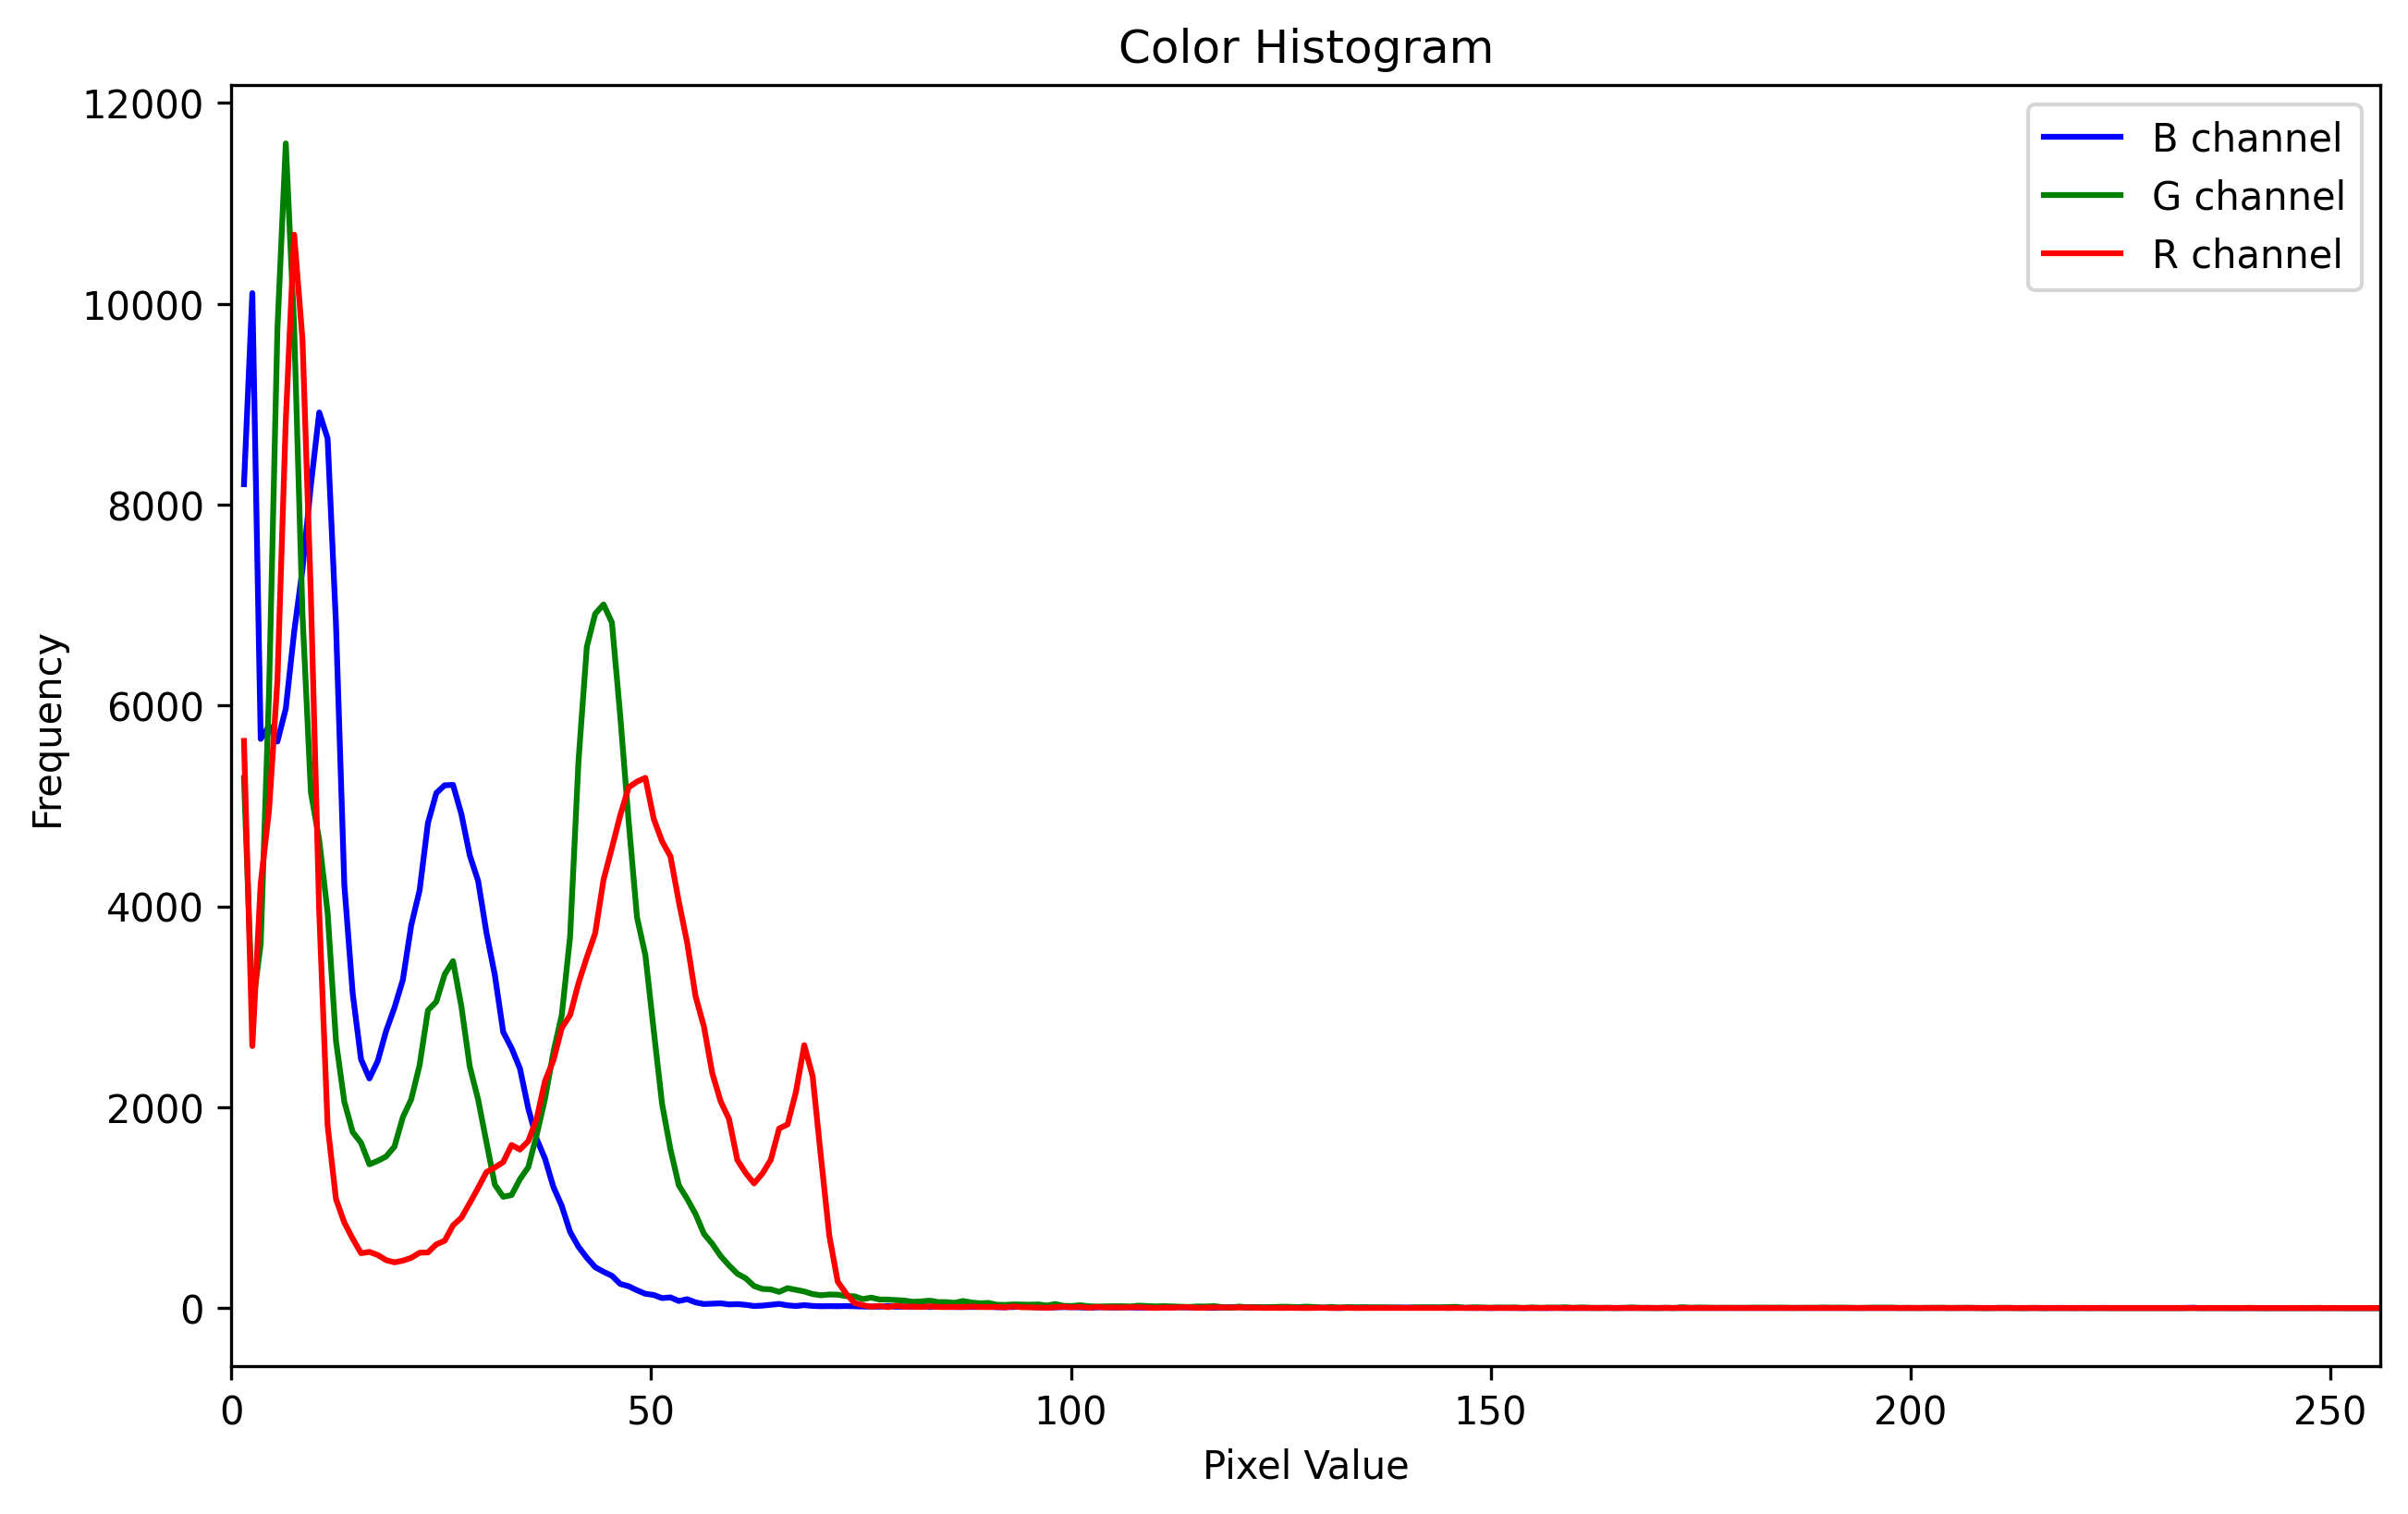 Color Histogram
12000
10000
8000
6000
4000
2000
0
Frequency
0 50 100 150 200 250
Pixel Value
B channel
G channel
R channel